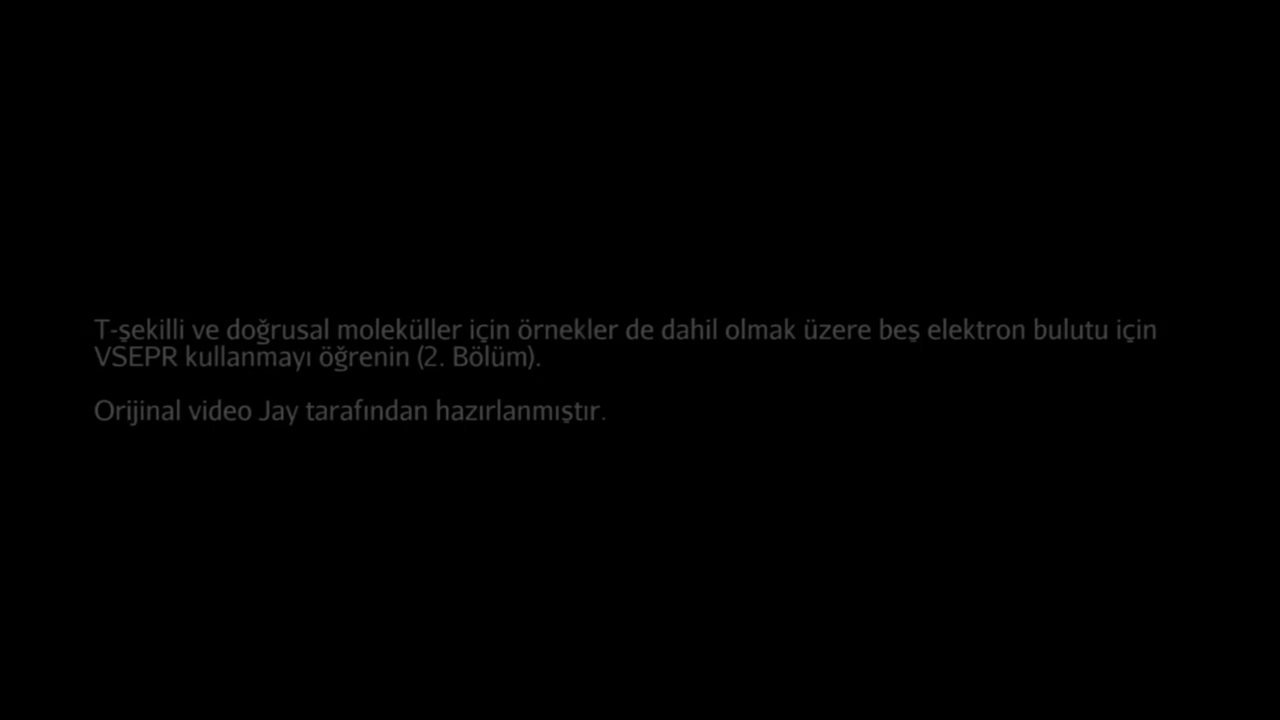 T-şekilli ve doğrusal moleküller için örnekler de dahil olmak üzere beş elektron bulutu için
VSEPR kullanmayı öğrenin (2. Bölüm).
Orijinal video Jay tarafından hazırlanmıştır.